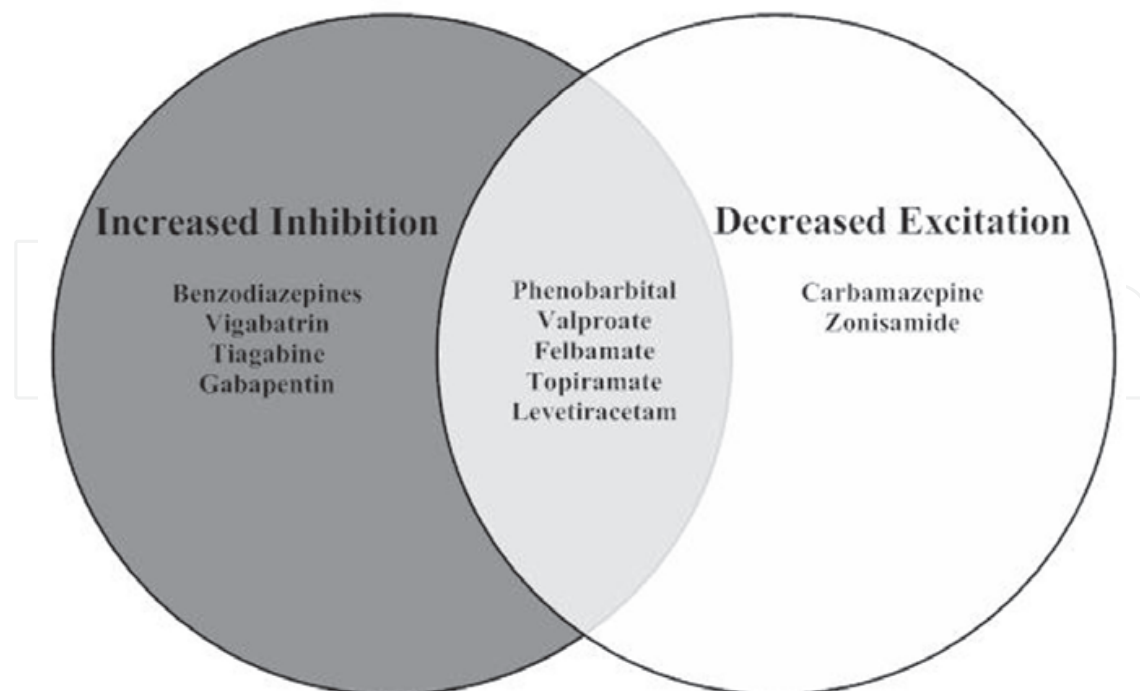 Increased Inhibition
Benzodiazepines
Vigabatrin
Tiagabine
Gabapentin
Phenobarbital
Valproate
Felbamate
Topiramate
Levetiracetam
Decreased Excitation
Carbamazepine
Zonisamide